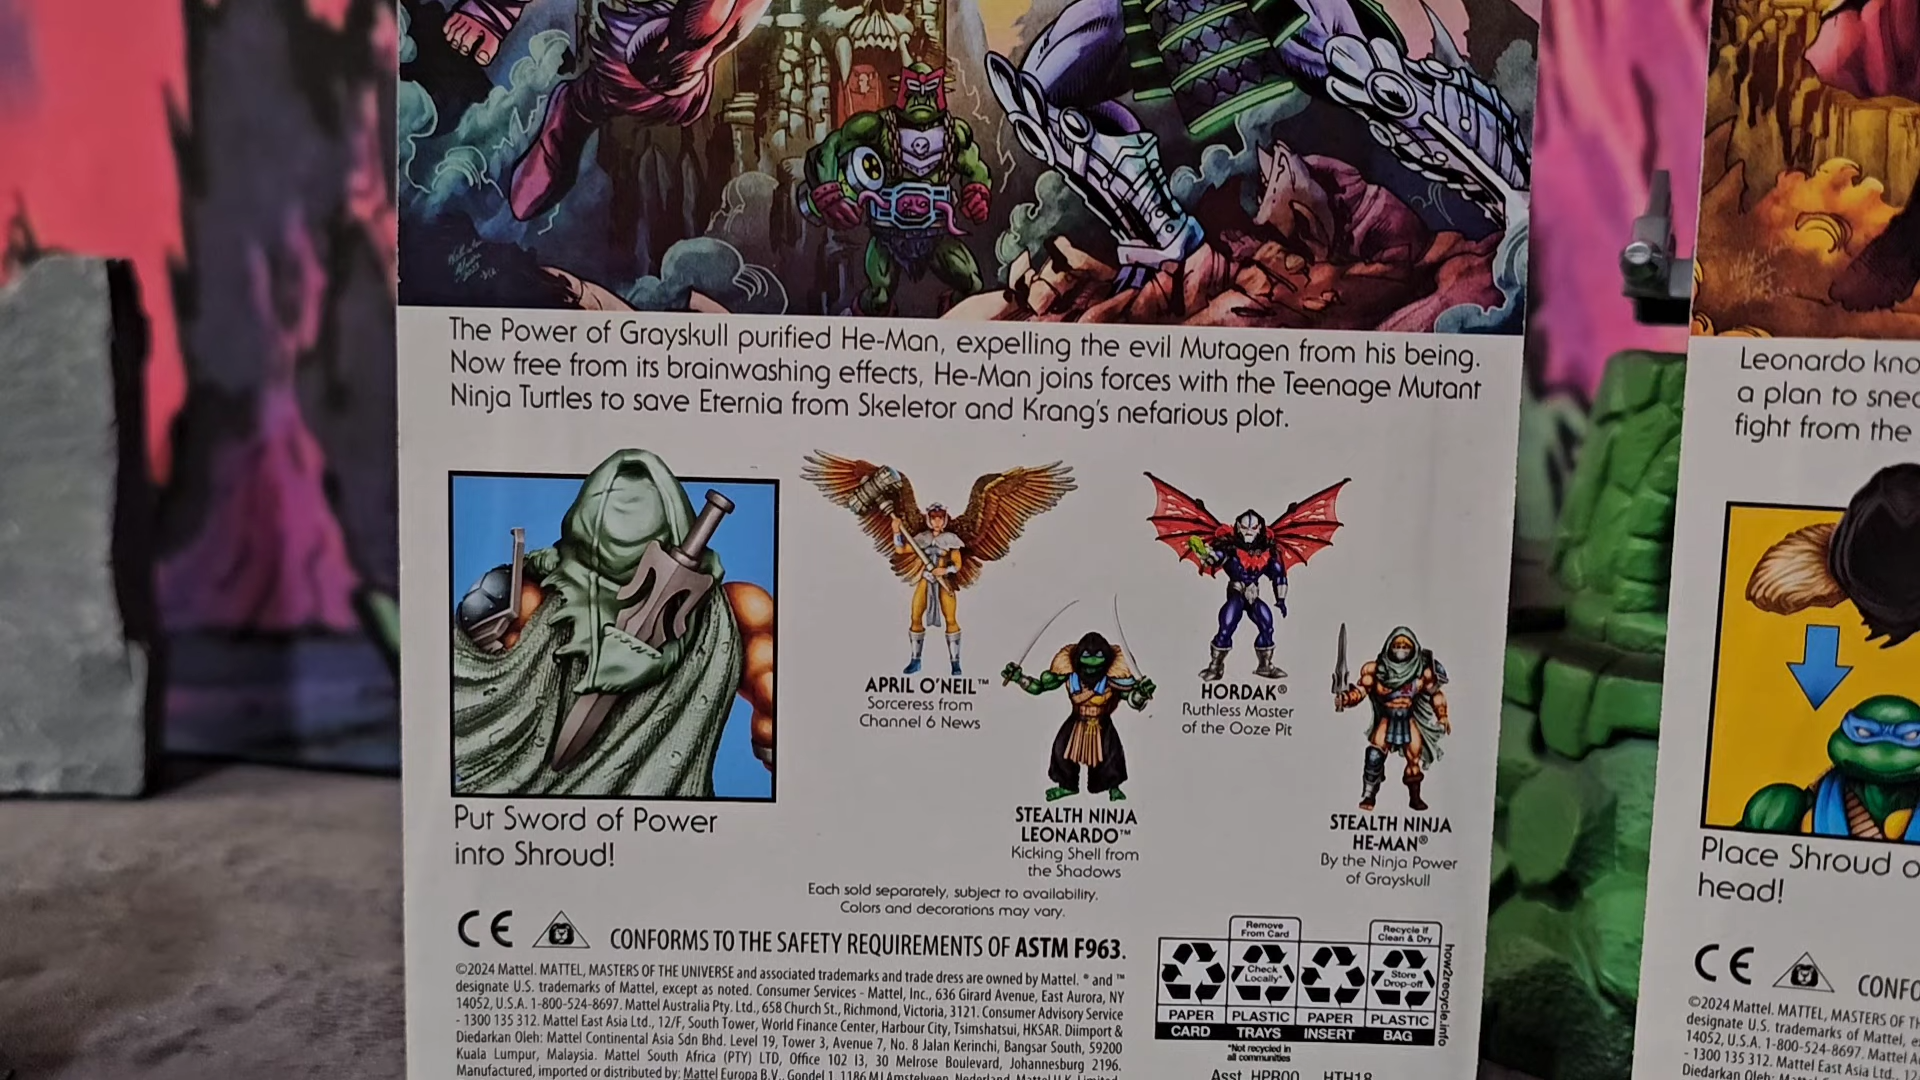 The Power of Grayskull purified He-Man, expelling the evil Mutagen from his being.
Now free from its brainwashing effects, He-Man joins forces with the Teenage Mutant
Ninja Turtles to save Eternia from Skeletor and Krang's nefarious plot.
Put Sword of Power
into Shroud!
APRIL O'NEIL™
Sorceress from
Channel 6 News
STEALTH NINJA
LEONARDO™
Kicking Shell from
the Shadows
HORDAK®
Ruthless Master
of the Ooze Pit
STEALTH NINJA
HE-MAN®
By the Ninja Power
of Grayskull
Each sold separately, subject to availability.
Colors and decorations may vary.
CE
CONFORMS TO THE SAFETY REQUIREMENTS OF ASTM F963.
©2024 Mattel. MATTEL, MASTERS OF THE UNIVERSE and associated trademarks and trade dress are owned by Mattel. ® and ™
designate U.S. trademarks of Mattel, except as noted. Consumer Services - Mattel, Inc., 636 Girard Avenue, East Aurora, NY
14052, U.S.A. 1-800-524-8697. Mattel Australia Pty. Ltd., 658 Church St., Richmond, Victoria, 3121. Consumer Advisory Service
- 1300 135 312. Mattel East Asia Ltd., 12/F, South Tower, World Finance Center, Harbour City, Tsimshatsui, HKSAR. Diimport &
Diedarkan Oleh: Mattel Continental Asia Sdn Bhd. Level 19, Tower 3, Avenue 7, No. 8 Jalan Kerinchi, Bangsar South, 59200
Kuala Lumpur, Malaysia. Mattel South Africa (PTY) LTD, Office 102 I3, 30 Melrose Boulevard, Johannesburg 2196.
Manufactured, imported or distributed by: Mattel Europa B.V., Gondel 1, 1186 MJ Amstelveen, Nederland.
Remove
From Card
Recycle if
Clean & Dry
Check
Locally*
Store
Drop-off
PAPER
PLASTIC
PAPER
PLASTIC
CARD
TRAYS
INSERT
BAG
*Not recycled in
all communities
how2recycle.info
Asst. HPR00 HTH18
Leonardo kno
a plan to snea
fight from the
Place Shroud o
head!
CE
CONFO
©2024 Mattel. MATTEL, MASTERS OF TH
designate U.S. trademarks of Mattel, e
14052, U.S.A. 1-800-524-8697. Mattel A
- 1300 135 312. Mattel East Asia Ltd., 12
Diedarkan Oleh: